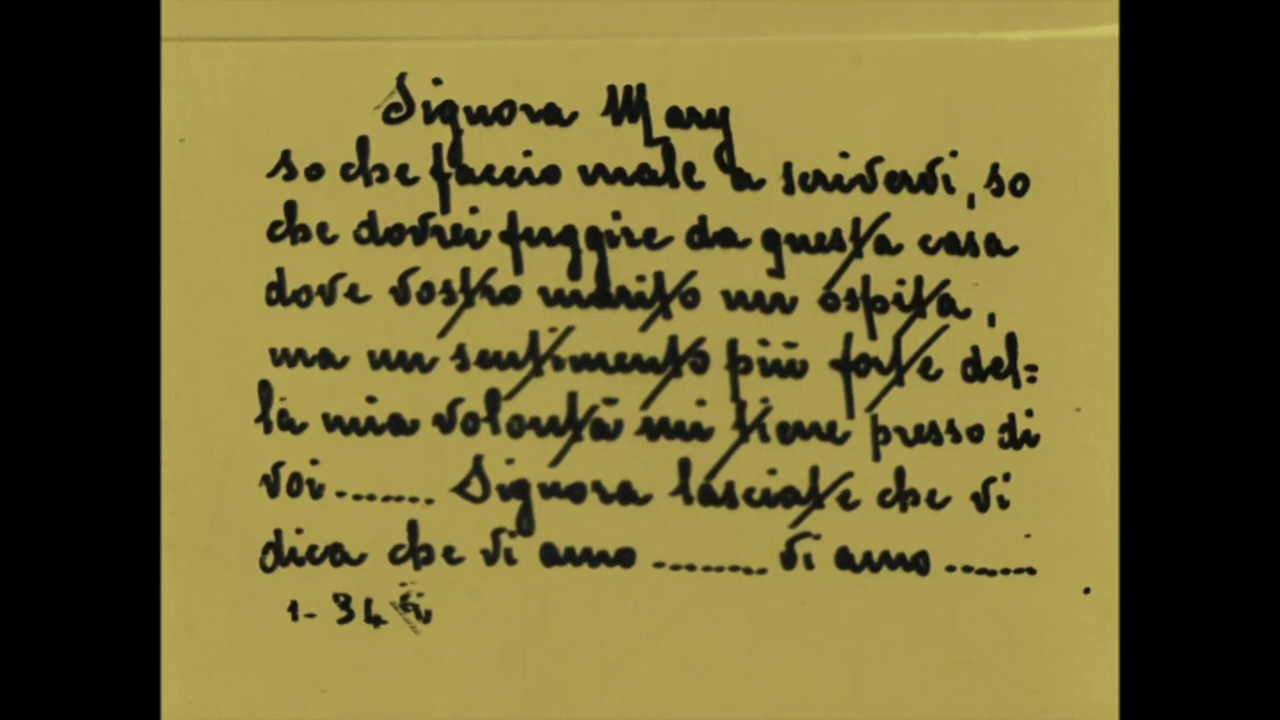 Signora Mary
so che faccio male a scrivervi, so
che dovrei fuggire da questa casa
dove vostro marito mi ospita,
ma un sentimento più forte del=
la mia volontà mi tiene presso di
voi....... Signora lasciate che vi
dica che vi amo ........ vi amo .......
1-34